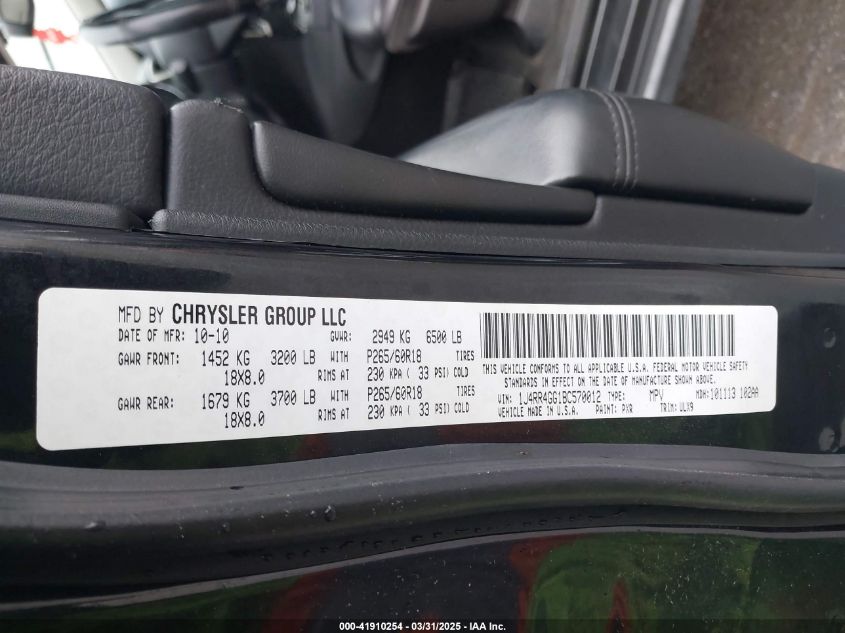 MFD BY CHRYSLER GROUP LLC
DATE OF MFR: 10-10 GVWR: 2949 KG 6500 LB
GAWR FRONT: 1452 KG 3200 LB WITH P265/60R18 TIRES
18X8.0 RIMS AT 230 KPA ( 33 PSI) COLD
GAWR REAR: 1679 KG 3700 LB WITH P265/60R18 TIRES
18X8.0 RIMS AT 230 KPA ( 33 PSI) COLD
THIS VEHICLE CONFORMS TO ALL APPLICABLE U.S.A. FEDERAL MOTOR VEHICLE SAFETY
STANDARDS IN EFFECT ON THE DATE OF MANUFACTURE SHOWN ABOVE.
VIN: 1J4RR4GG1BC570012 TYPE: MPV MDH: 101113 102AA
VEHICLE MADE IN U.S.A. PAINT: PXR TRIM: ULX9
000-41910254 - 03/31/2025 - IAA Inc.